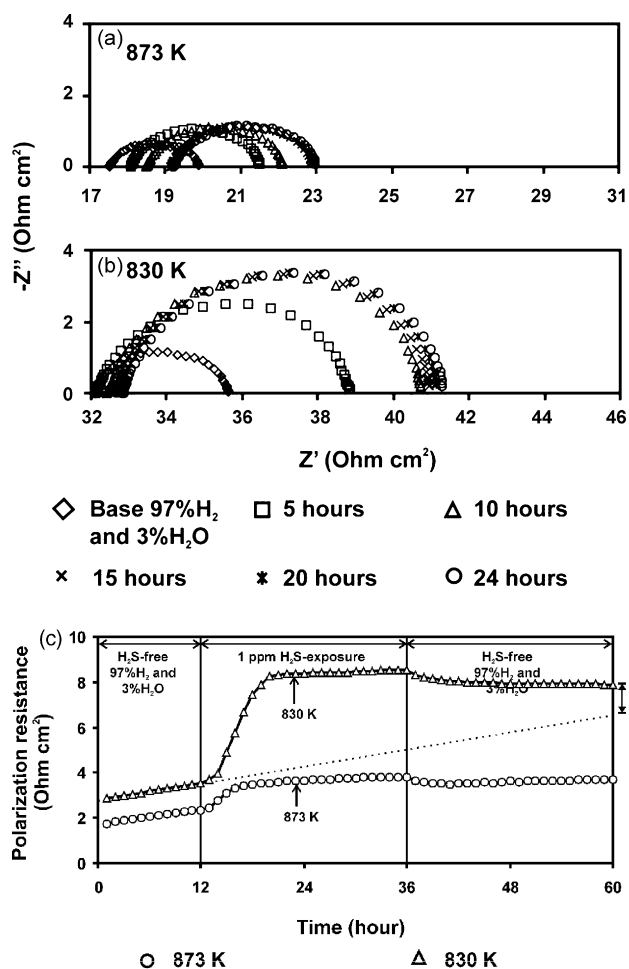 (a)
873 K
4
2
0
17 19 21 23 25 27 29 31
-Z” (Ohm cm²)
(b)
830 K
4
2
0
32 34 36 38 40 42 44 46
Z’ (Ohm cm²)
Base 97%H₂
and 3%H₂O
5 hours
10 hours
15 hours
20 hours
24 hours
(c)
10
8
6
4
2
0
Polarization resistance
(Ohm cm²)
H₂S-free
97%H₂ and
3%H₂O
1 ppm H₂S-exposure
H₂S-free
97%H₂ and
3%H₂O
830 K
873 K
0 12 24 36 48 60
Time (hour)
873 K
830 K